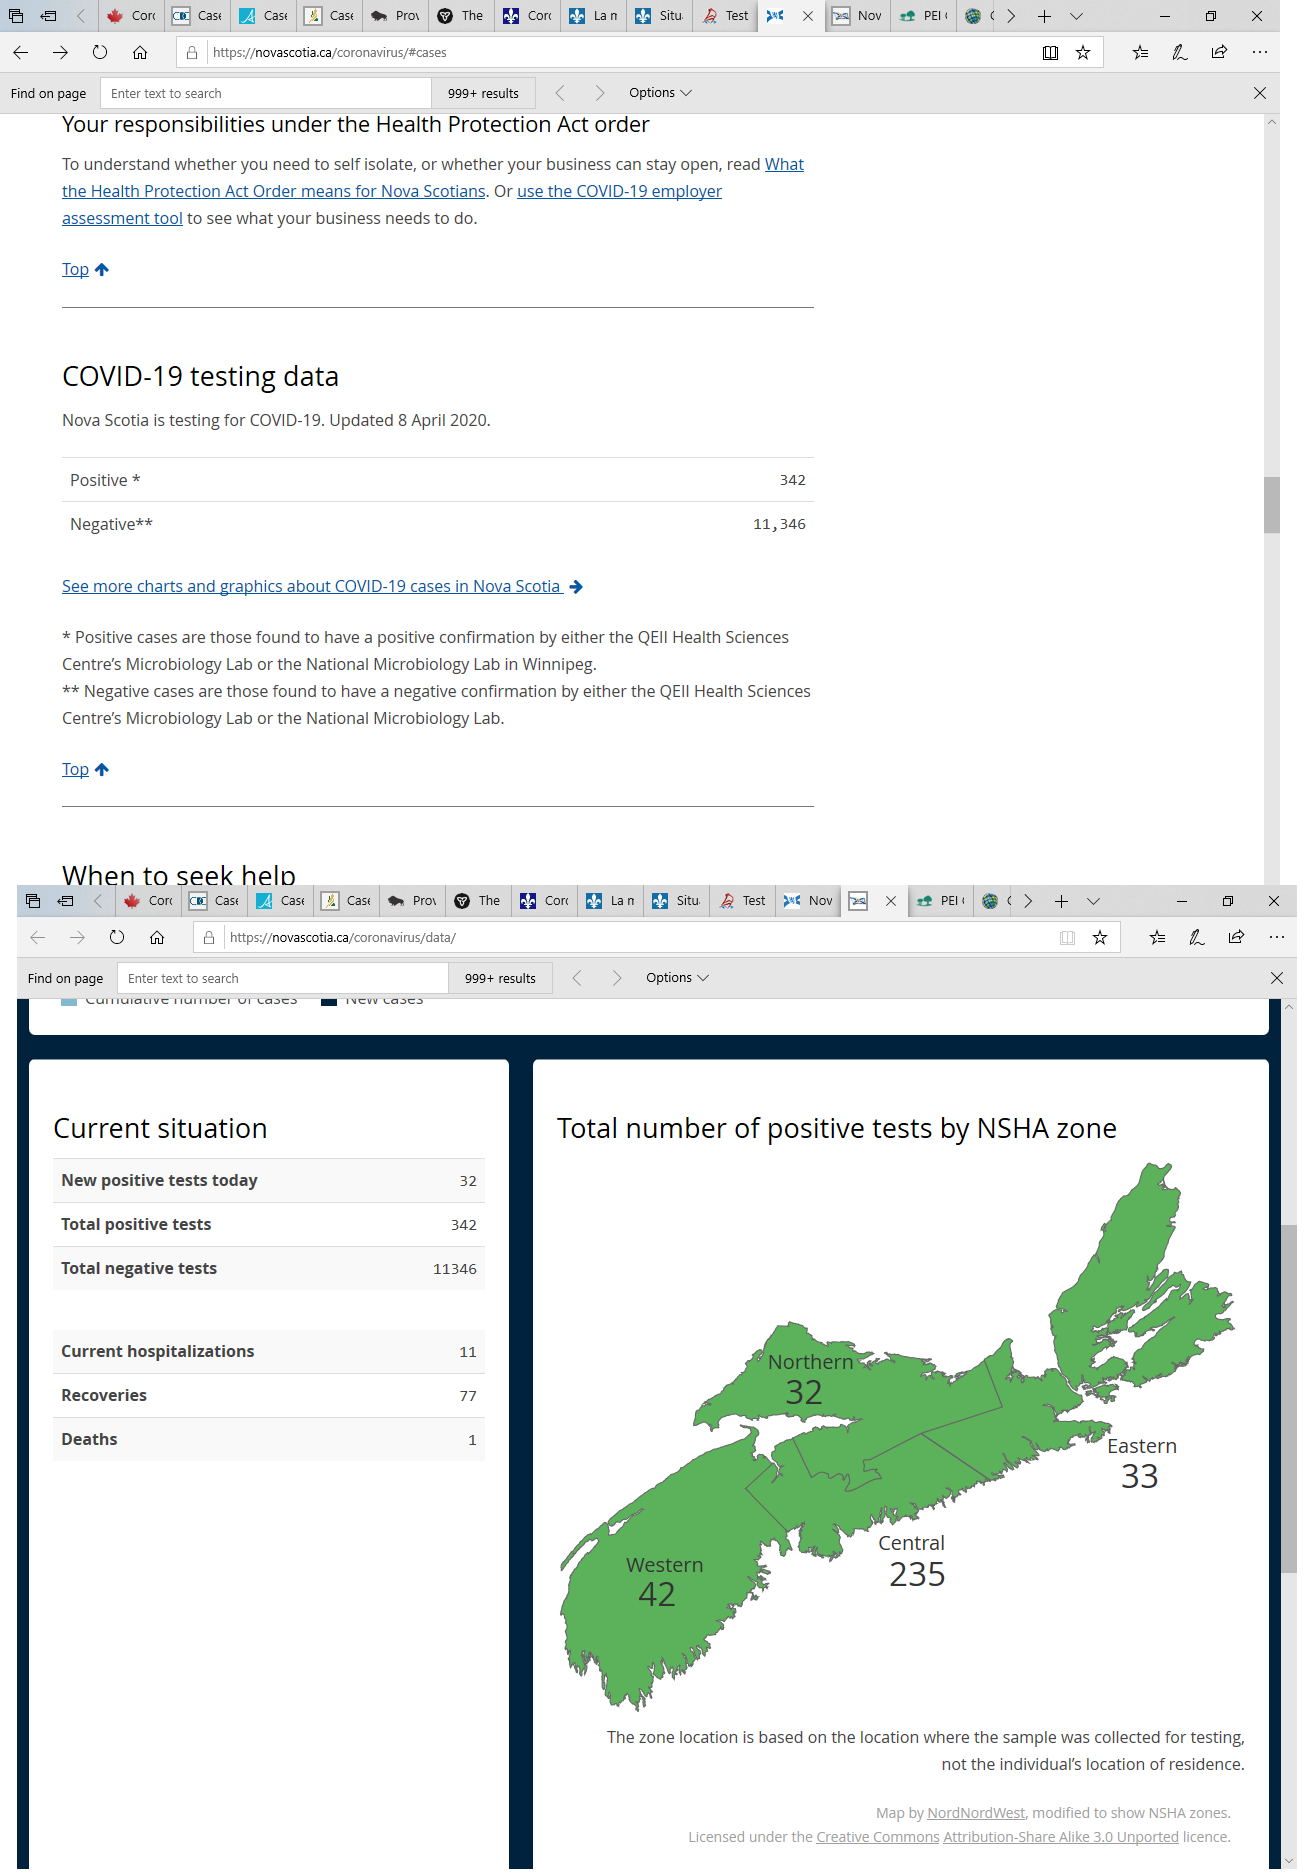 Corc
Case
Case
Case
Prov
The
Corc
La m
Situ
Test
Nov
PEI
https://novascotia.ca/coronavirus/#cases
Find on page
Enter text to search
999+ results
Options
Your responsibilities under the Health Protection Act order
To understand whether you need to self isolate, or whether your business can stay open, read What
the Health Protection Act Order means for Nova Scotians. Or use the COVID-19 employer
assessment tool to see what your business needs to do.
Top
COVID-19 testing data
Nova Scotia is testing for COVID-19. Updated 8 April 2020.
Positive * 342
Negative** 11,346
See more charts and graphics about COVID-19 cases in Nova Scotia
* Positive cases are those found to have a positive confirmation by either the QEII Health Sciences
Centre’s Microbiology Lab or the National Microbiology Lab in Winnipeg.
** Negative cases are those found to have a negative confirmation by either the QEII Health Sciences
Centre’s Microbiology Lab or the National Microbiology Lab.
Top
When to seek help
Corc
Case
Case
Case
Prov
The
Corc
La m
Situ
Test
Nov
PEI
https://novascotia.ca/coronavirus/data/
Find on page
Enter text to search
999+ results
Options
Cumulative number of cases
New cases
Current situation
New positive tests today 32
Total positive tests 342
Total negative tests 11346
Current hospitalizations 11
Recoveries 77
Deaths 1
Total number of positive tests by NSHA zone
Northern
32
Eastern
33
Central
235
Western
42
The zone location is based on the location where the sample was collected for testing,
not the individual’s location of residence.
Map by NordNordWest, modified to show NSHA zones.
Licensed under the Creative Commons Attribution-Share Alike 3.0 Unported licence.